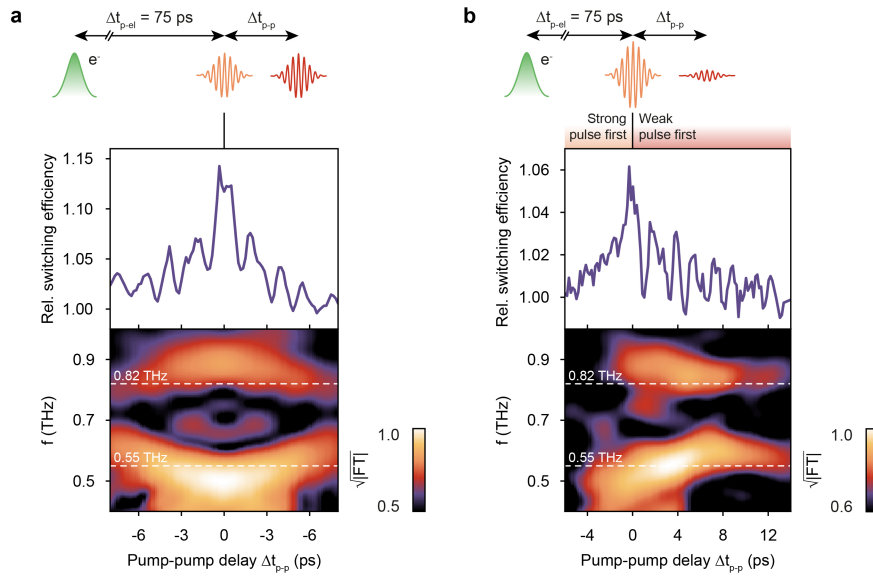 a
Δtp-el = 75 ps
Δtp-p
e-
Rel. switching efficiency
1.15
1.10
1.05
1.00
f (THz)
0.9
0.7
0.5
0.82 THz
0.55 THz
-6
-3
0
-3
-6
Pump-pump delay Δtp-p (ps)
1.0
0.5
√|FT|
b
Δtp-el = 75 ps
Δtp-p
e-
Strong
pulse first
Weak
pulse first
Rel. switching efficiency
1.06
1.04
1.02
1.00
f (THz)
0.9
0.7
0.5
0.82 THz
0.55 THz
-4
0
4
8
12
Pump-pump delay Δtp-p (ps)
1.0
0.6
√|FT|